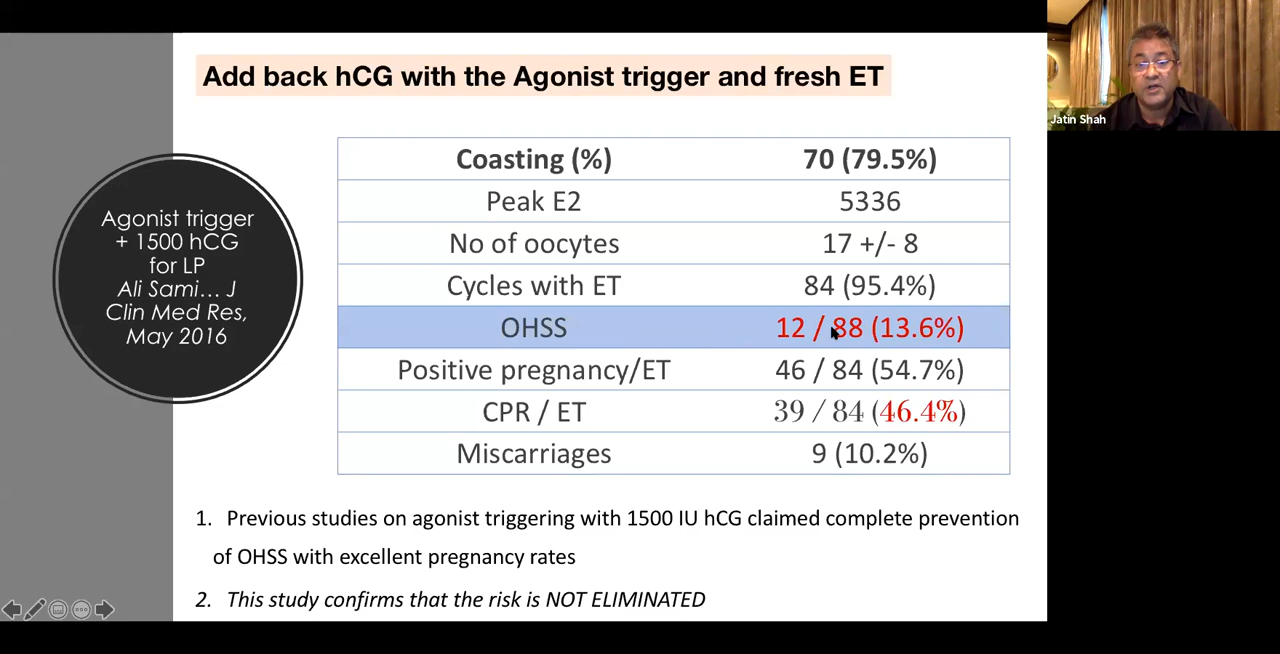 Add back hCG with the Agonist trigger and fresh ET
Jatin Shah
Agonist trigger
+ 1500 hCG
for LP
Ali Sami... J
Clin Med Res,
May 2016
Coasting (%) 70 (79.5%)
Peak E2 5336
No of oocytes 17 +/- 8
Cycles with ET 84 (95.4%)
OHSS 12 / 88 (13.6%)
Positive pregnancy/ET 46 / 84 (54.7%)
CPR / ET 39 / 84 (46.4%)
Miscarriages 9 (10.2%)
1. Previous studies on agonist triggering with 1500 IU hCG claimed complete prevention
of OHSS with excellent pregnancy rates
2. This study confirms that the risk is NOT ELIMINATED